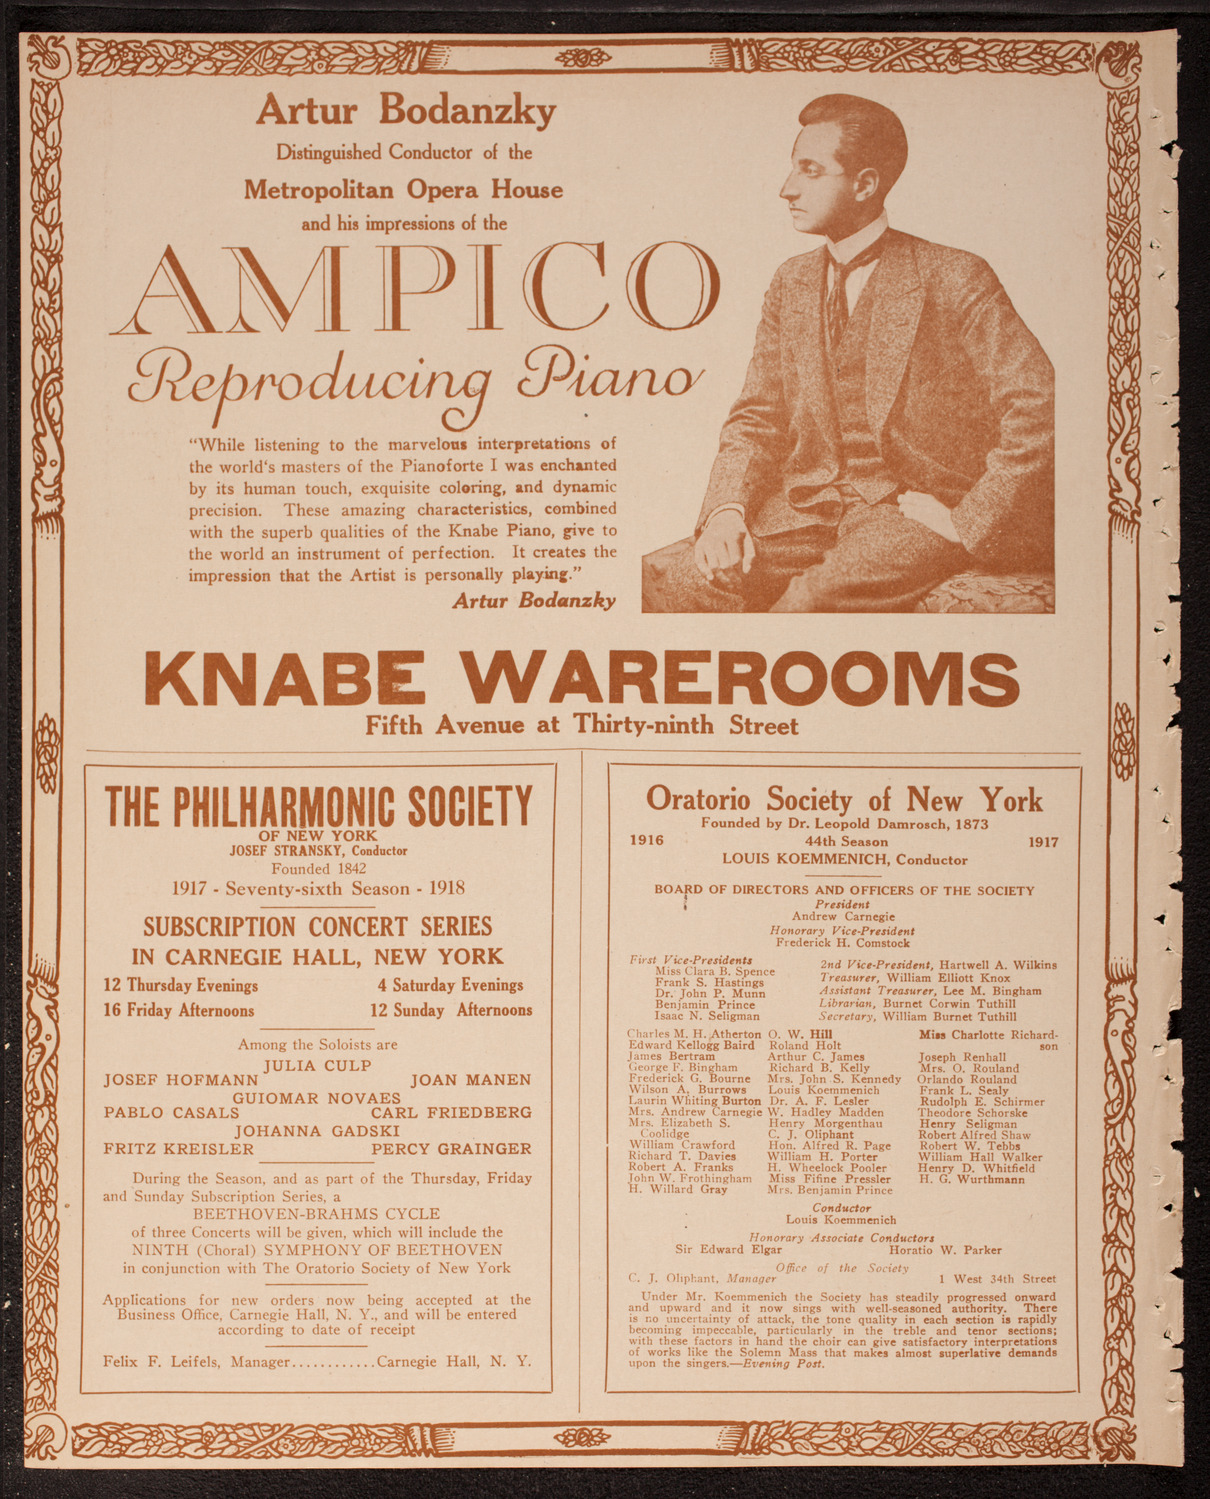 Artur Bodanzky
Distinguished Conductor of the
Metropolitan Opera House
and his impressions of the
AMPICO
Reproducing Piano
“While listening to the marvelous interpretations of
the world‘s masters of the Pianoforte I was enchanted
by its human touch, exquisite coloring, and dynamic
precision. These amazing characteristics, combined
with the superb qualities of the Knabe Piano, give to
the world an instrument of perfection. It creates the
impression that the Artist is personally playing.”
Artur Bodanzky
KNABE WAREROOMS
Fifth Avenue at Thirty-ninth Street
THE PHILHARMONIC SOCIETY
OF NEW YORK
JOSEF STRANSKY, Conductor
Founded 1842
1917 - Seventy-sixth Season - 1918
SUBSCRIPTION CONCERT SERIES
IN CARNEGIE HALL, NEW YORK
12 Thursday Evenings 4 Saturday Evenings
16 Friday Afternoons 12 Sunday Afternoons
Among the Soloists are
JULIA CULP
JOSEF HOFMANN JOAN MANEN
GUIOMAR NOVAES
PABLO CASALS CARL FRIEDBERG
JOHANNA GADSKI
FRITZ KREISLER PERCY GRAINGER
During the Season, and as part of the Thursday, Friday
and Sunday Subscription Series, a
BEETHOVEN-BRAHMS CYCLE
of three Concerts will be given, which will include the
NINTH (Choral) SYMPHONY OF BEETHOVEN
in conjunction with The Oratorio Society of New York
Applications for new orders now being accepted at the
Business Office, Carnegie Hall, N. Y., and will be entered
according to date of receipt
Felix F. Leifels, Manager............Carnegie Hall, N. Y.
Oratorio Society of New York
Founded by Dr. Leopold Damrosch, 1873
1916 44th Season 1917
LOUIS KOEMMENICH, Conductor
BOARD OF DIRECTORS AND OFFICERS OF THE SOCIETY
President
Andrew Carnegie
Honorary Vice-President
Frederick H. Comstock
First Vice-Presidents
Miss Clara B. Spence
Frank S. Hastings
Dr. John P. Munn
Benjamin Prince
Isaac N. Seligman
2nd Vice-President, Hartwell A. Wilkins
Treasurer, William Elliott Knox
Assistant Treasurer, Lee M. Bingham
Librarian, Burnet Corwin Tuthill
Secretary, William Burnet Tuthill
Charles M. H. Atherton
Edward Kellogg Baird
James Bertram
George F. Bingham
Frederick G. Bourne
Wilson A. Burrows
Laurin Whiting Burton
Mrs. Andrew Carnegie
Mrs. Elizabeth S.
Coolidge
William Crawford
Richard T. Davies
Robert A. Franks
John W. Frothingham
H. Willard Gray
O. W. Hill
Roland Holt
Arthur C. James
Richard B. Kelly
Mrs. John S. Kennedy
Louis Koemmenich
Dr. A. F. Lesler
W. Hadley Madden
Henry Morgenthau
C. J. Oliphant
Hon. Alfred R. Page
William H. Porter
H. Wheelock Pooler
Miss Fifine Pressler
Mrs. Benjamin Prince
Miss Charlotte Richard-
son
Joseph Renhall
Mrs. O. Rouland
Orlando Rouland
Frank L. Sealy
Rudolph E. Schirmer
Theodore Schorske
Henry Seligman
Robert Alfred Shaw
Robert W. Tebbs
William Hall Walker
Henry D. Whitfield
H. G. Wurthmann
Conductor
Louis Koemmenich
Honorary Associate Conductors
Sir Edward Elgar Horatio W. Parker
Office of the Society
C. J. Oliphant, Manager 1 West 34th Street
Under Mr. Koemmenich the Society has steadily progressed onward
and upward and it now sings with well-seasoned authority. There
is no uncertainty of attack, the tone quality in each section is rapidly
becoming impeccable, particularly in the treble and tenor sections;
with these factors in hand the choir can give satisfactory interpretations
of works like the Solemn Mass that makes almost superlative demands
upon the singers.—Evening Post.